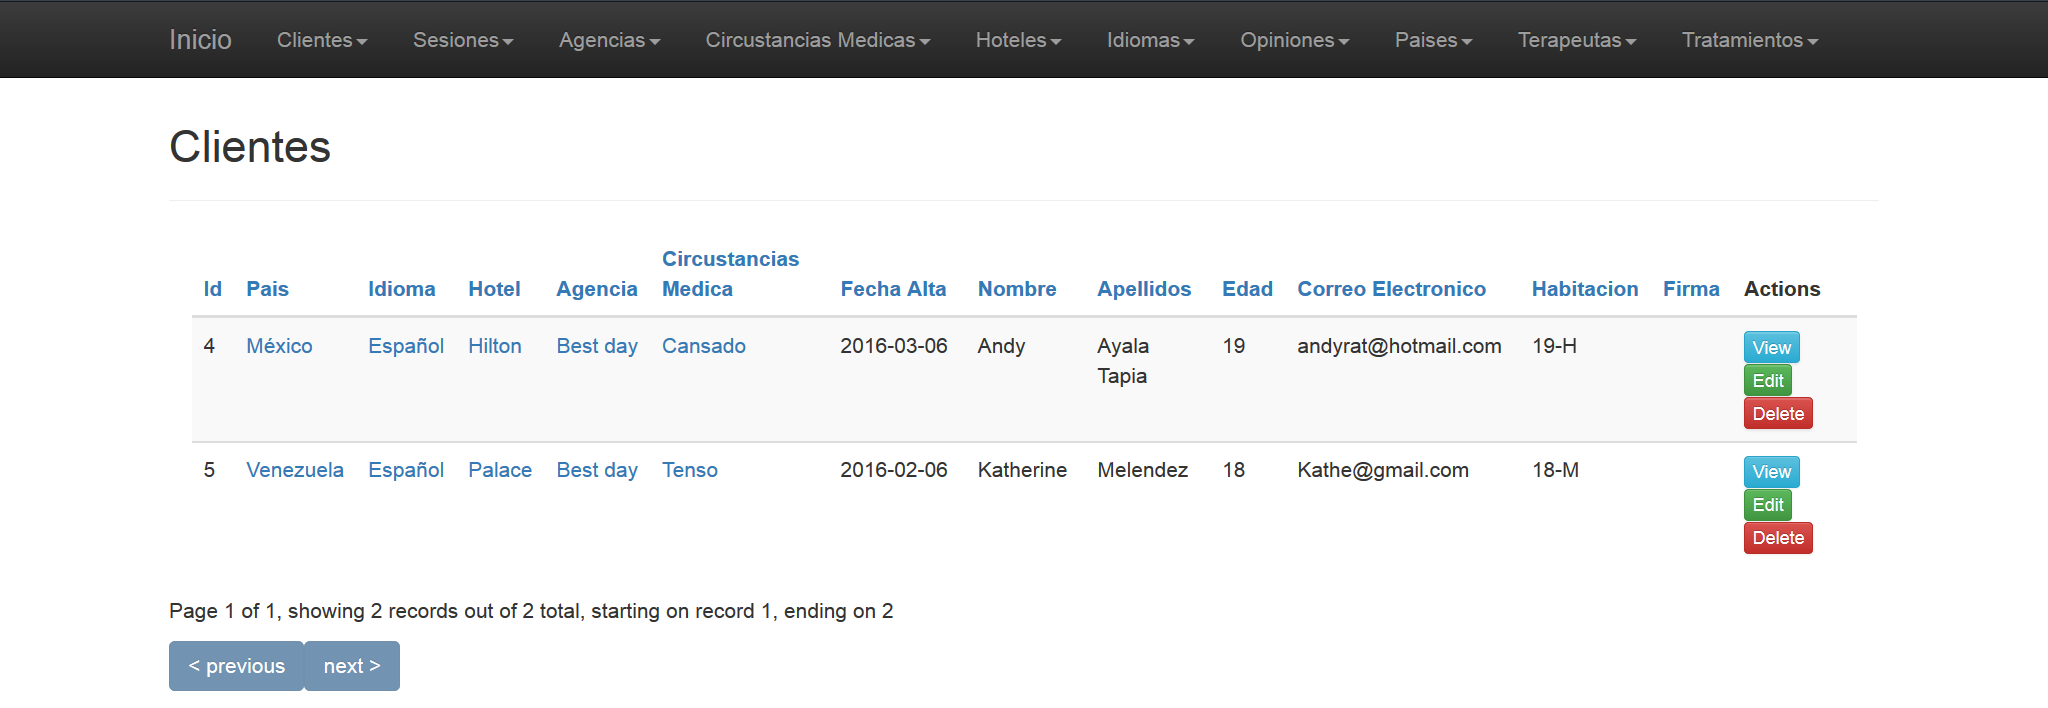 Inicio Clientes Sesiones Agencias Circustancias Medicas Hoteles Idiomas Opiniones Paises Terapeutas Tratamientos
Clientes
Id Pais Idioma Hotel Agencia Circustancias Medica Fecha Alta Nombre Apellidos Edad Correo Electronico Habitacion Firma Actions
4 México Español Hilton Best day Cansado 2016-03-06 Andy Ayala Tapia 19 andyrat@hotmail.com 19-H View
Edit
Delete
5 Venezuela Español Palace Best day Tenso 2016-02-06 Katherine Melendez 18 Kathe@gmail.com 18-M View
Edit
Delete
Page 1 of 1, showing 2 records out of 2 total, starting on record 1, ending on 2
< previous next >